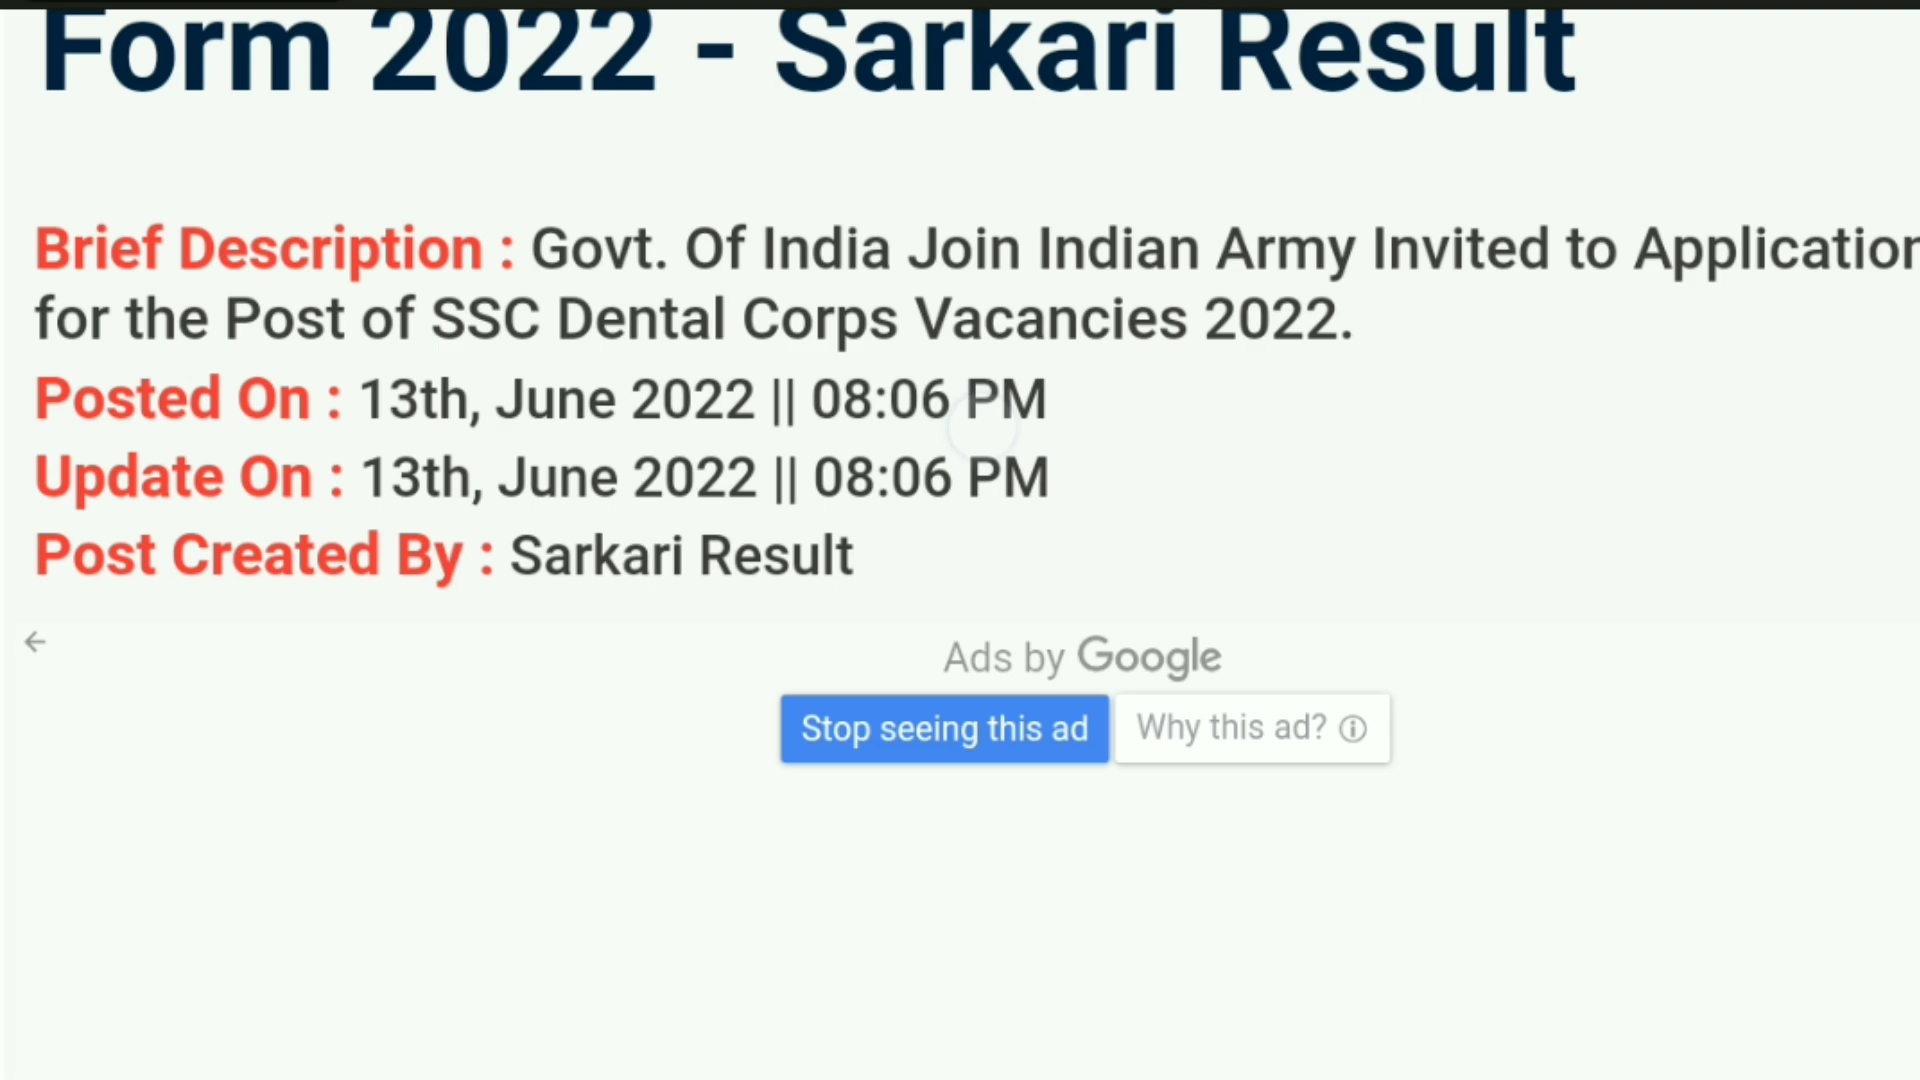 Form 2022 - Sarkari Result
Brief Description : Govt. Of India Join Indian Army Invited to Application
for the Post of SSC Dental Corps Vacancies 2022.
Posted On : 13th, June 2022 || 08:06 PM
Update On : 13th, June 2022 || 08:06 PM
Post Created By : Sarkari Result
Ads by Google
Stop seeing this ad
Why this ad?